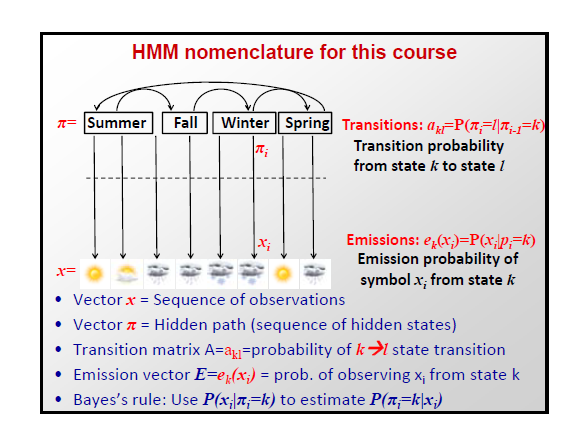 HMM nomenclature for this course
π= Summer Fall Winter Spring
Transitions: aₖₗ=P(πᵢ=l|πᵢ₋₁=k)
Transition probability
from state k to state l
πᵢ
xᵢ
Emissions: eₖ(xᵢ)=P(xᵢ|pᵢ=k)
Emission probability of
symbol xᵢ from state k
x=
• Vector x = Sequence of observations
• Vector π = Hidden path (sequence of hidden states)
• Transition matrix A=aₖₗ=probability of k→l state transition
• Emission vector E=eₖ(xᵢ) = prob. of observing xᵢ from state k
• Bayes's rule: Use P(xᵢ|πᵢ=k) to estimate P(πᵢ=k|xᵢ)